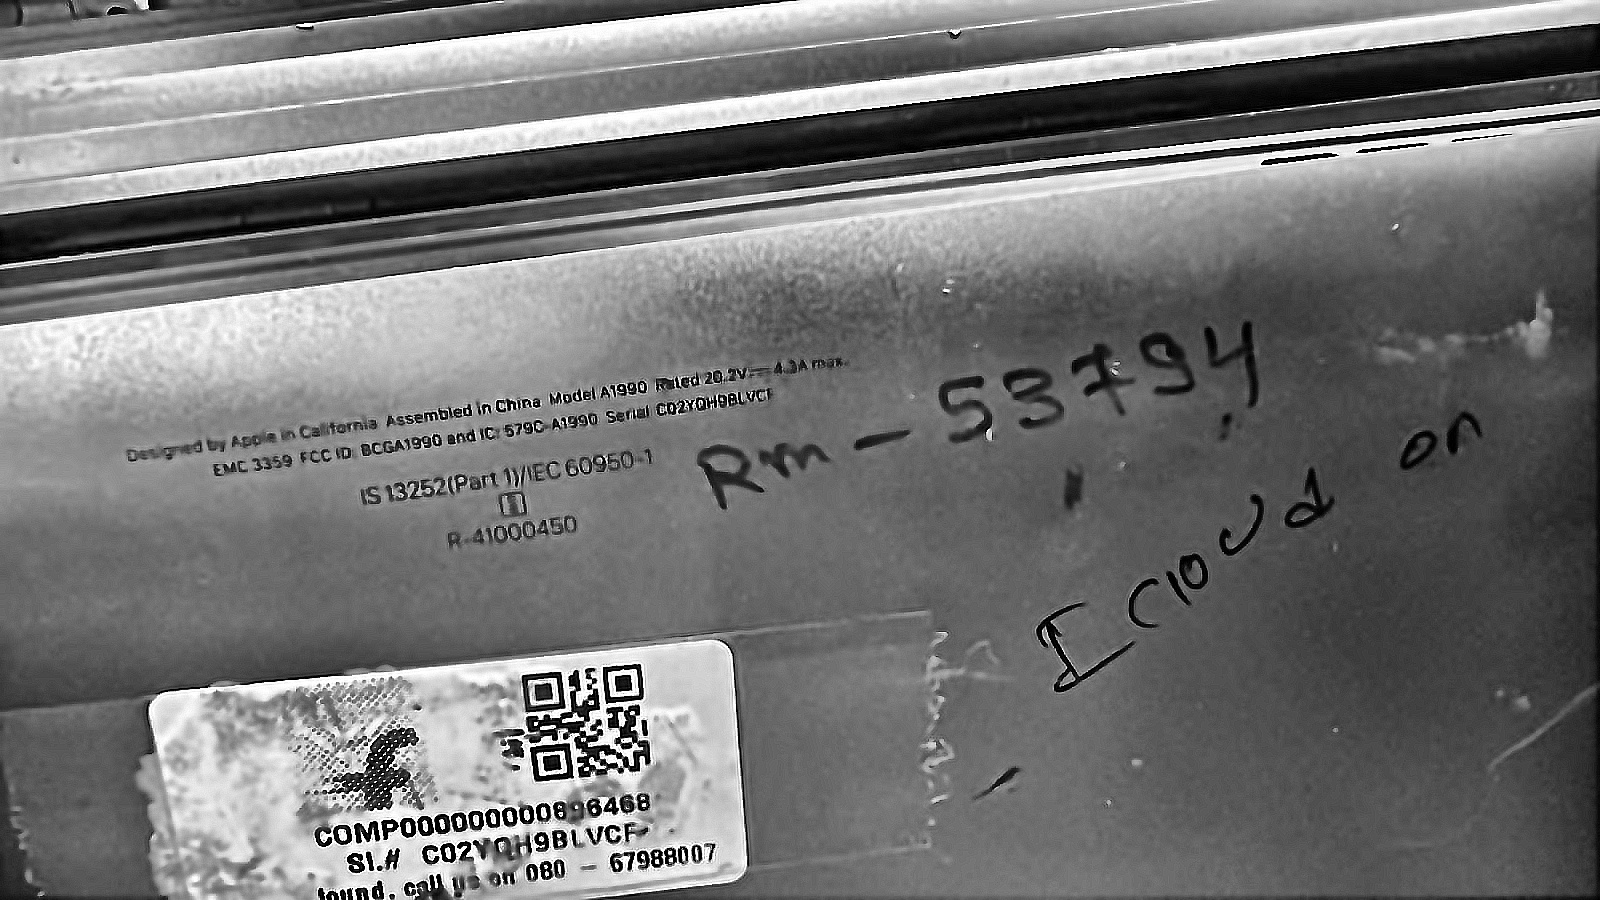 Designed by Apple in California Assembled in China Model A1990 Rated 20.2V⎓ 4.3A max.
EMC 3359 FCC ID: BCGA1990 and IC: 579C-A1990 Serial C02YQH9BLVCF
IS 13252(Part 1)/IEC 60950-1
R-41000450
Rm - 53794
Icloud on
COMP000000000896468
Sl.# C02YQH9BLVCF
found, call us on 080 - 67988007